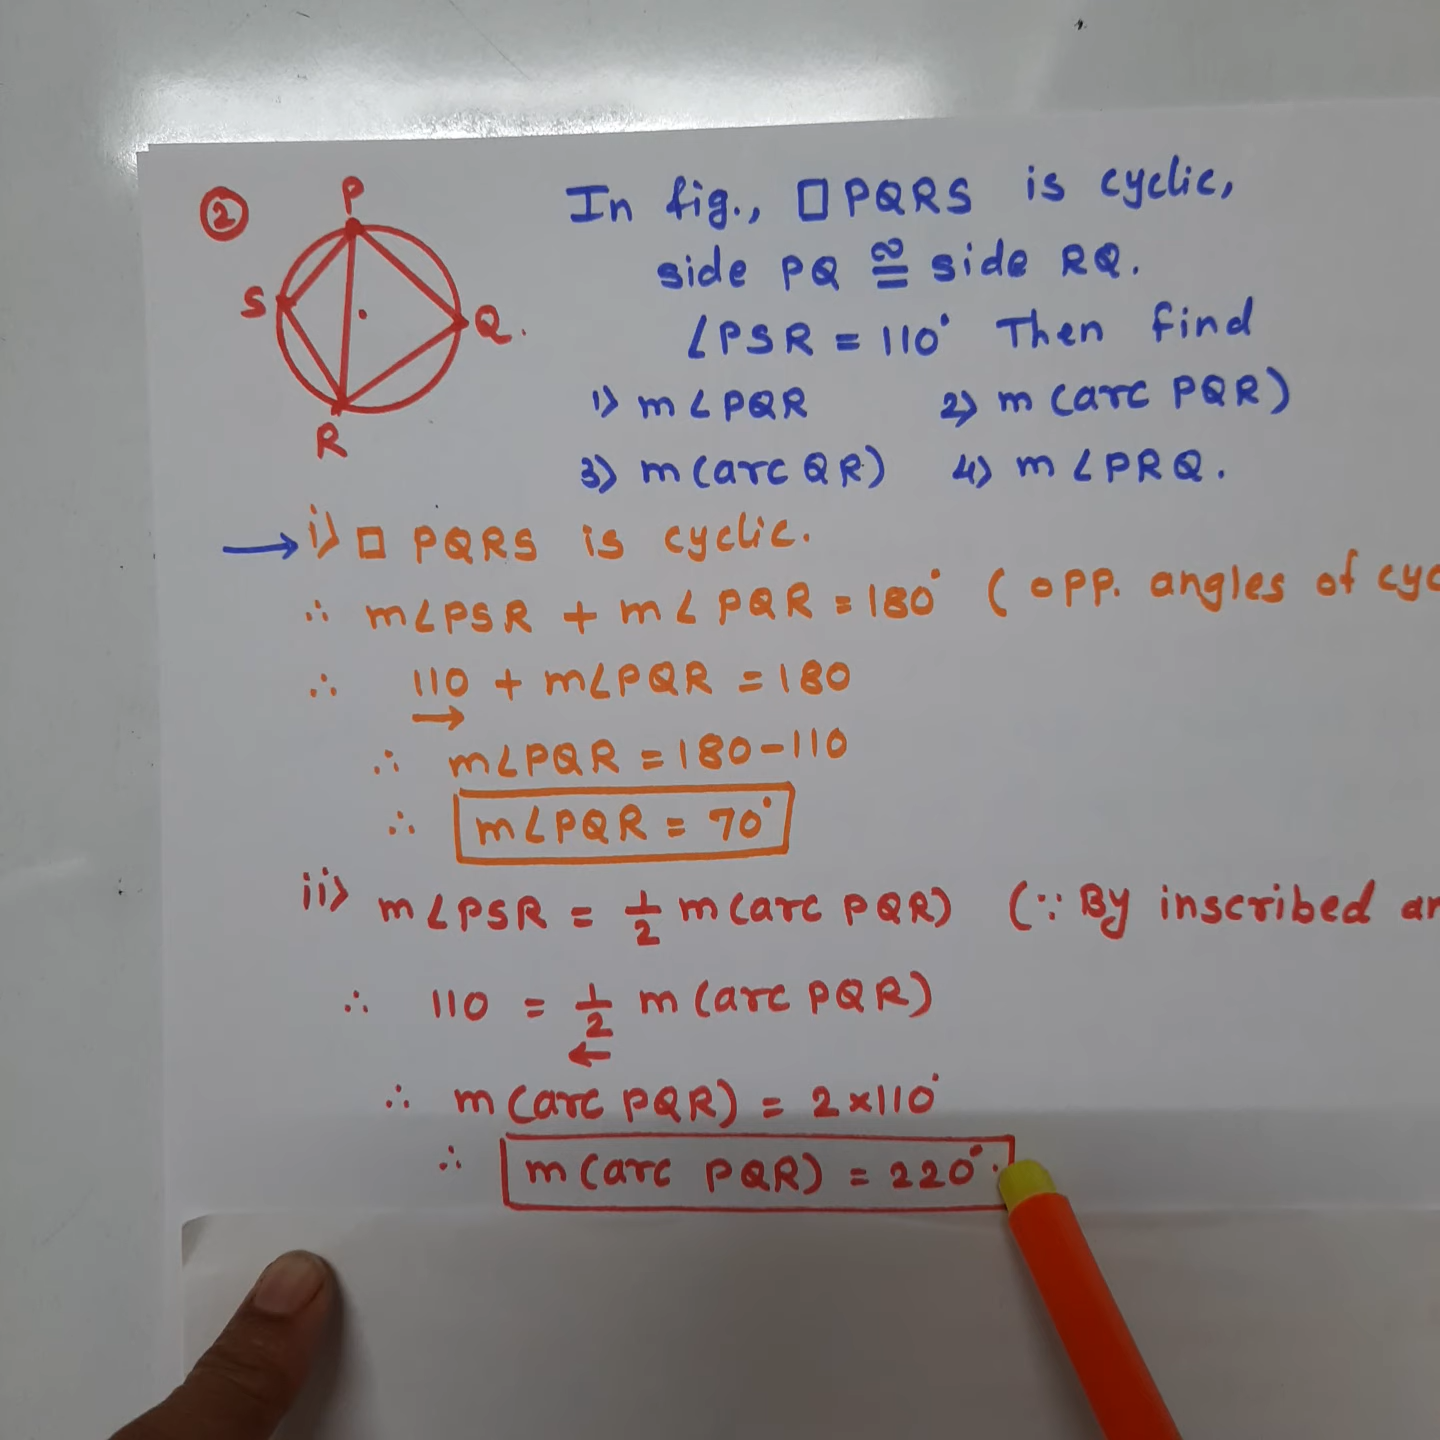 2
P
S
Q.
R
In fig., □ PQRS is cyclic,
side PQ ≅ side RQ.
∠PSR = 110° Then find
1) m∠PQR 2) m(arc PQR)
3) m(arc QR) 4) m∠PRQ.
→ i) □ PQRS is cyclic.
∴ m∠PSR + m∠PQR = 180° (opp. angles of cyc
∴ 110 + m∠PQR = 180
∴ m∠PQR = 180-110
∴ m∠PQR = 70°
ii) m∠PSR = 1/2 m(arc PQR) (∵ By inscribed an
∴ 110 = 1/2 m(arc PQR)
∴ m(arc PQR) = 2×110°
∴ m(arc PQR) = 220°.